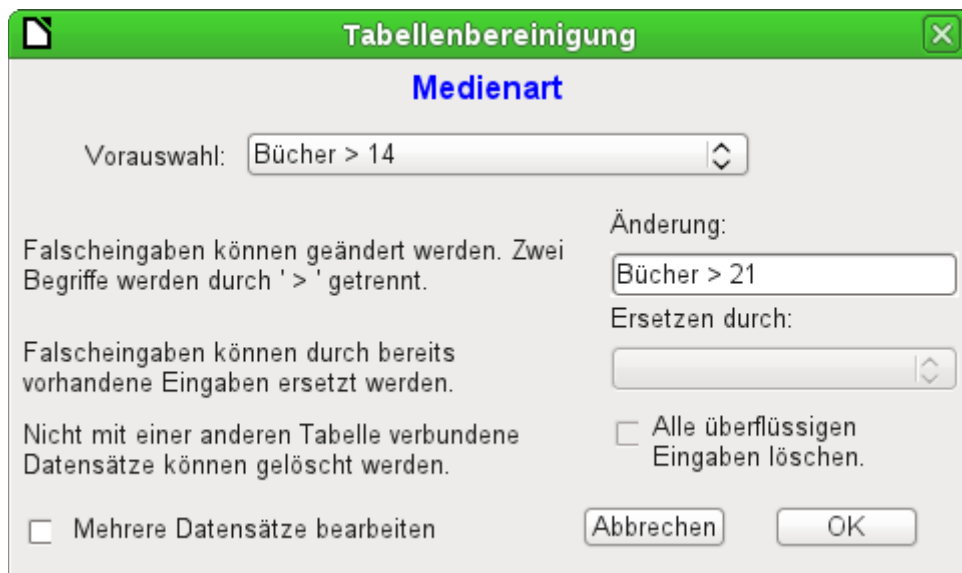 Tabellenbereinigung
Medienart
Vorauswahl: Bücher > 14
Falscheingaben können geändert werden. Zwei
Begriffe werden durch ' > ' getrennt.
Änderung:
Bücher > 21
Falscheingaben können durch bereits
vorhandene Eingaben ersetzt werden.
Ersetzen durch:
Nicht mit einer anderen Tabelle verbundene
Datensätze können gelöscht werden.
Alle überflüssigen
Eingaben löschen.
Mehrere Datensätze bearbeiten
Abbrechen
OK